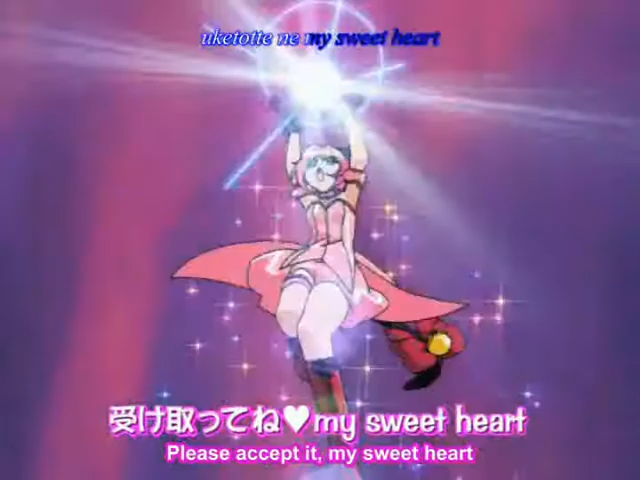 uketotte ne my sweet heart
受け取ってね♥my sweet heart
Please accept it, my sweet heart